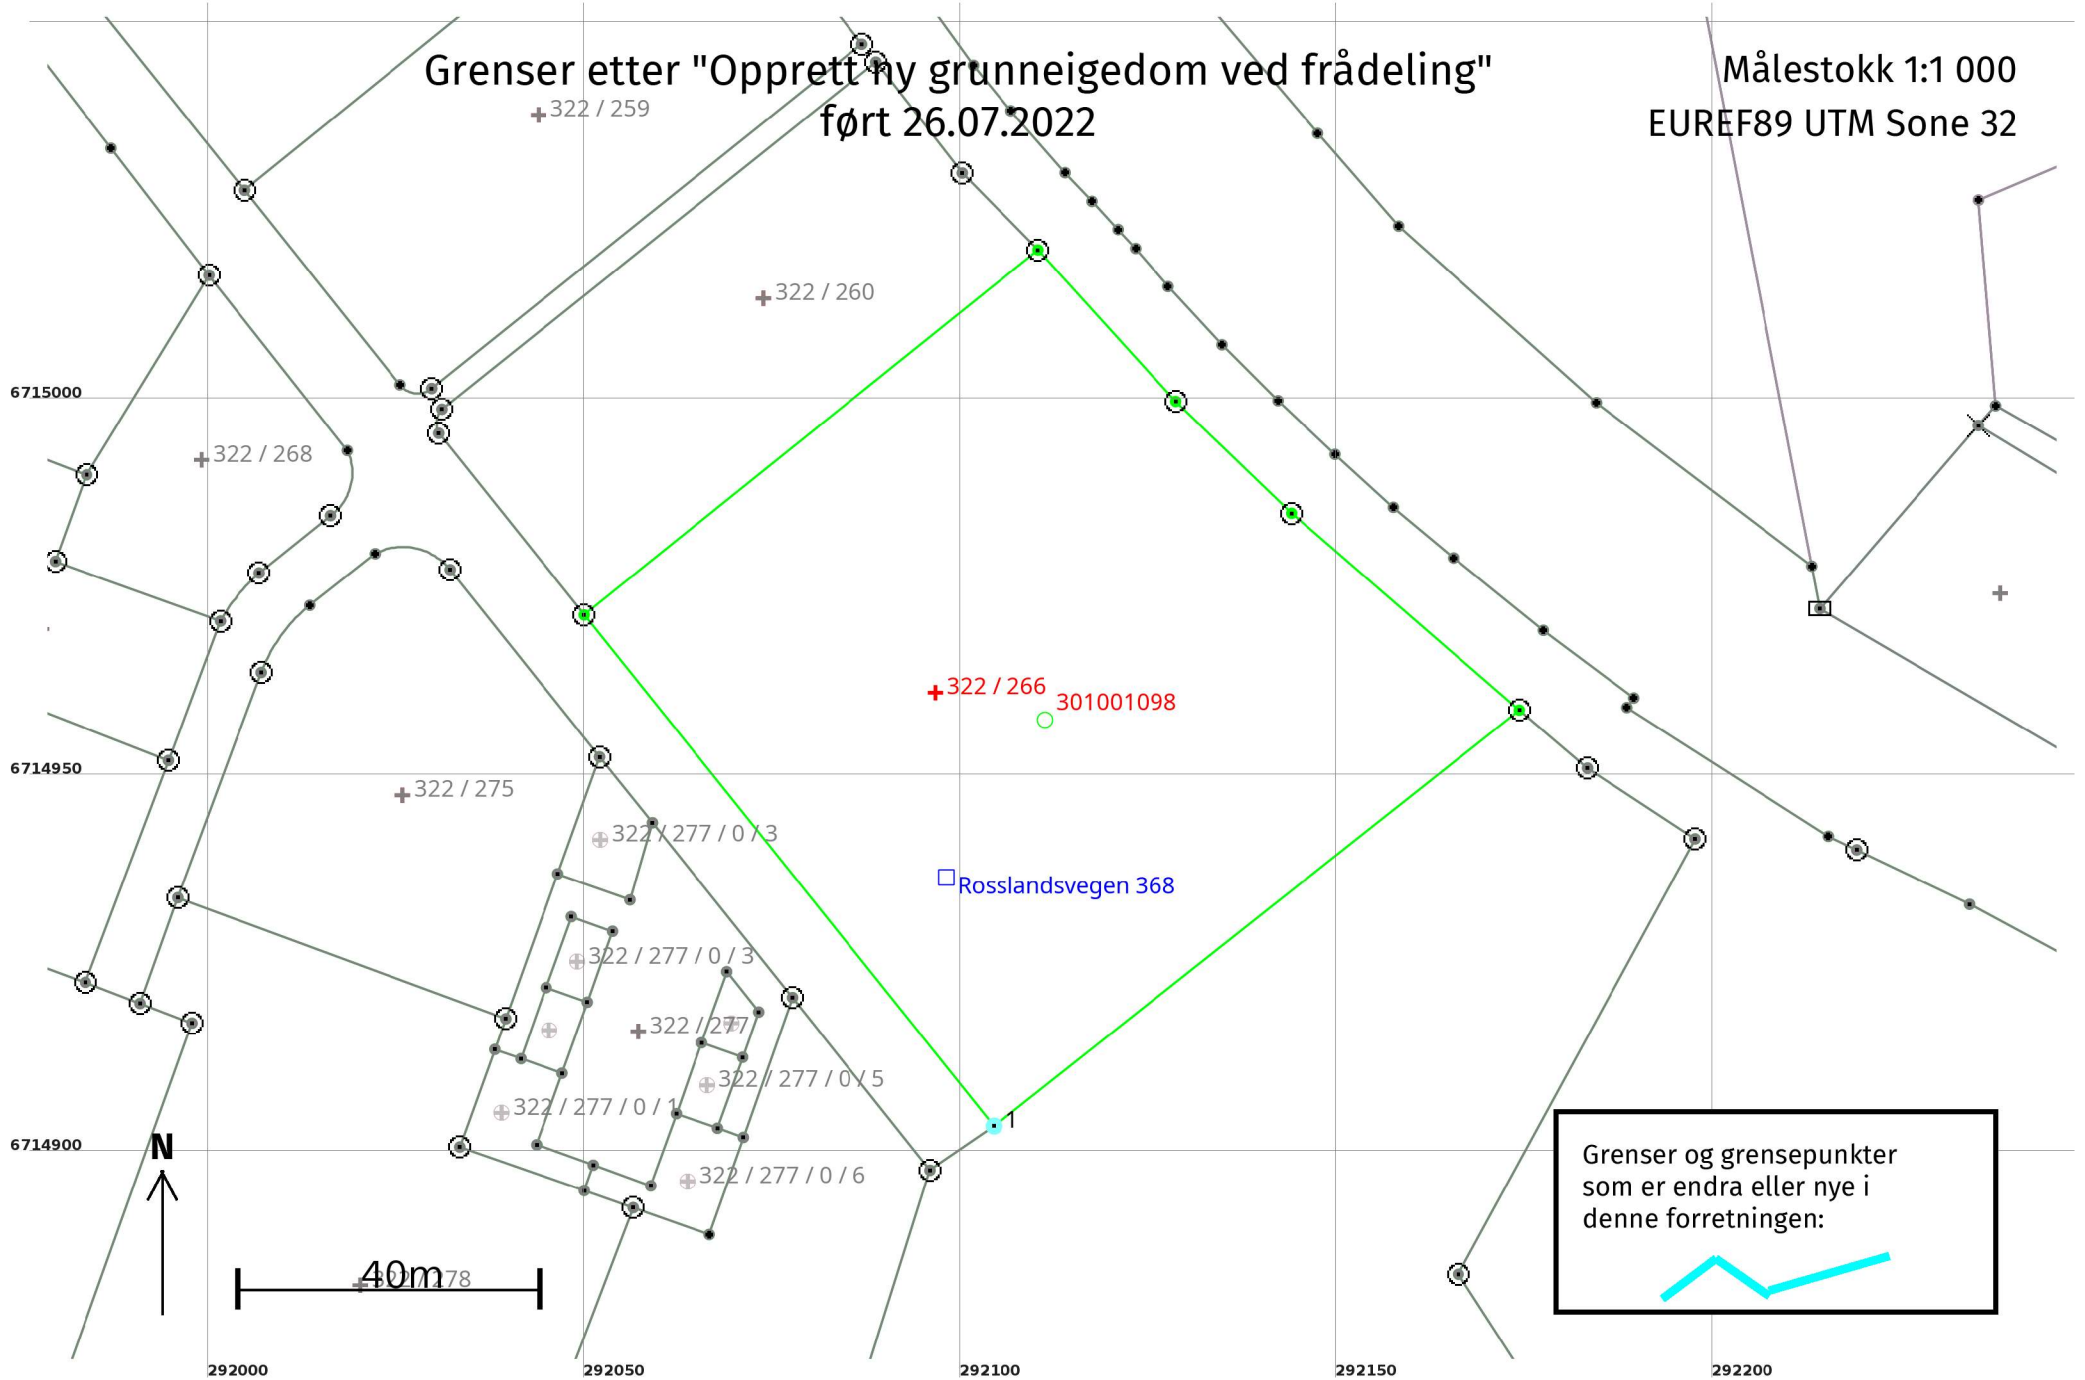 Grenser etter "Opprett ny grunneigedom ved frådeling"
ført 26.07.2022
Målestokk 1:1 000
EUREF89 UTM Sone 32
322 / 259
322 / 260
6715000
322 / 268
322 / 266
301001098
6714950
322 / 275
322 / 277 / 0 / 3
Rosslandsvegen 368
322 / 277 / 0 / 3
322 / 277
322 / 277 / 0 / 5
322 / 277 / 0 / 1
1
6714900
N
322 / 277 / 0 / 6
40m
322 / 278
Grenser og grensepunkter
som er endra eller nye i
denne forretningen:
292000
292050
292100
292150
292200